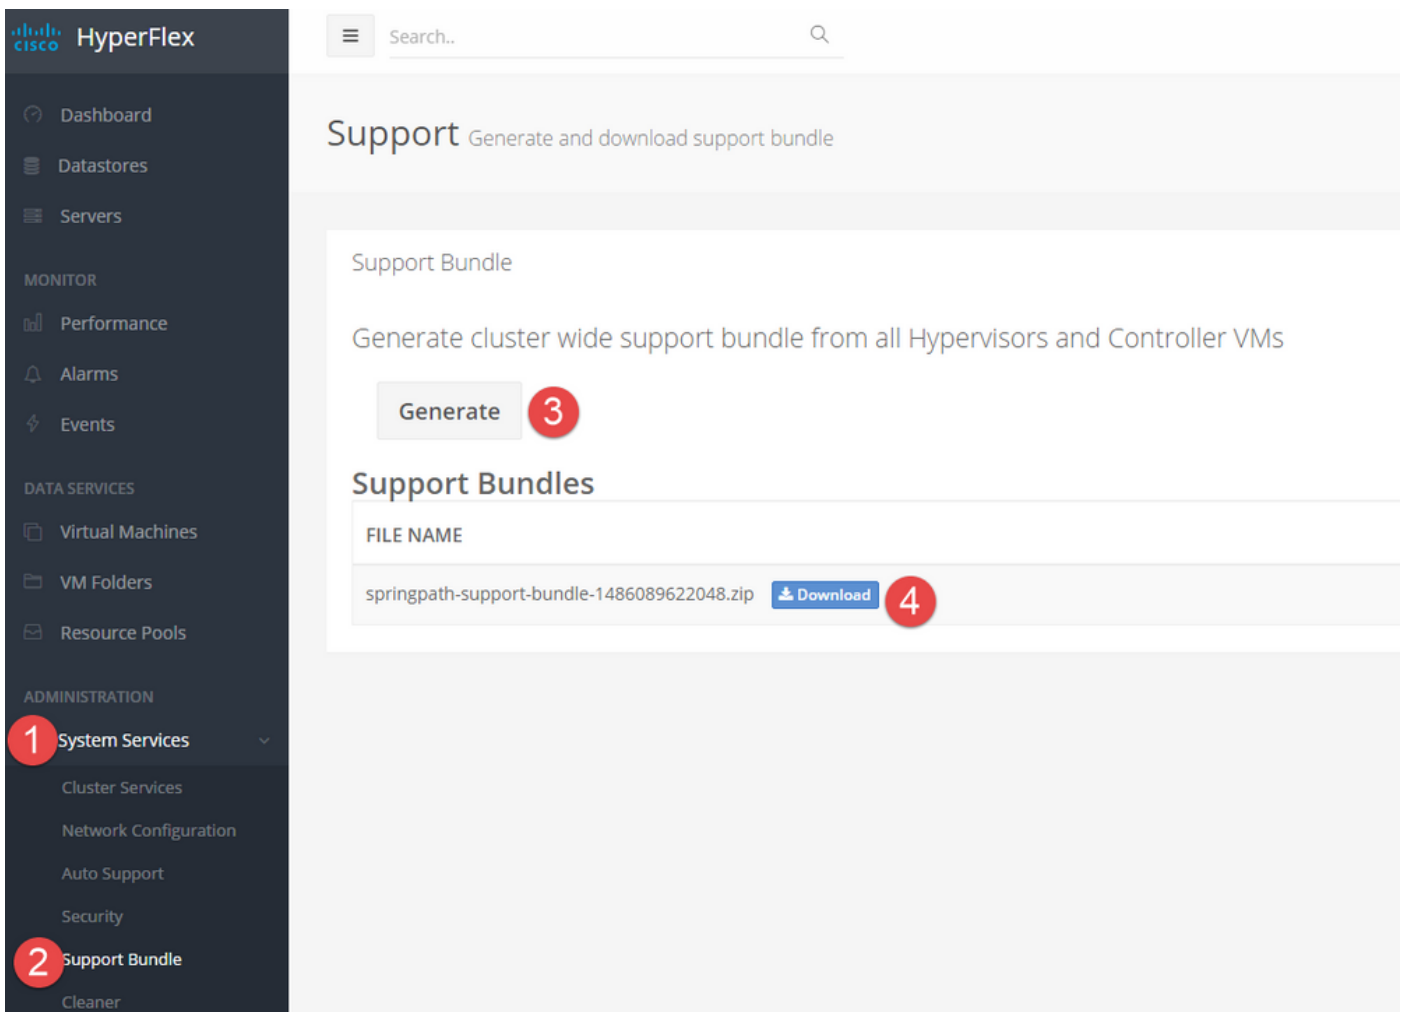 cisco HyperFlex
Search..
Dashboard
Datastores
Servers
MONITOR
Performance
Alarms
Events
DATA SERVICES
Virtual Machines
VM Folders
Resource Pools
ADMINISTRATION
1 System Services
Cluster Services
Network Configuration
Auto Support
Security
2 Support Bundle
Cleaner
Support Generate and download support bundle
Support Bundle
Generate cluster wide support bundle from all Hypervisors and Controller VMs
Generate 3
Support Bundles
FILE NAME
springpath-support-bundle-1486089622048.zip Download 4